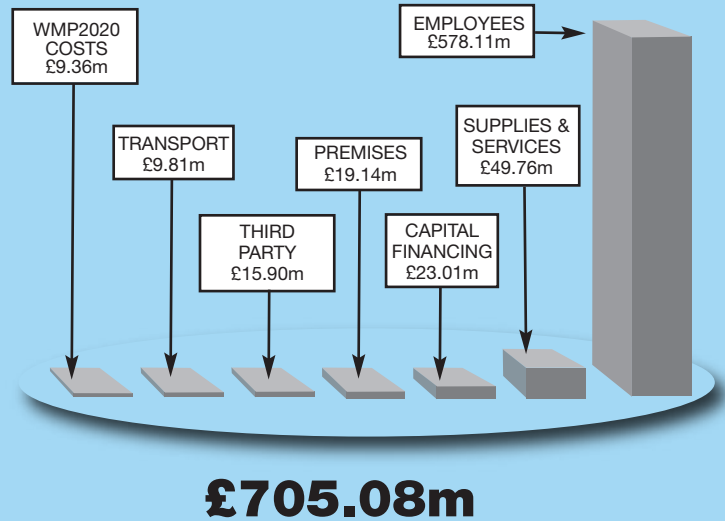 WMP2020
COSTS
£9.36m
TRANSPORT
£9.81m
THIRD
PARTY
£15.90m
PREMISES
£19.14m
CAPITAL
FINANCING
£23.01m
SUPPLIES &
SERVICES
£49.76m
EMPLOYEES
£578.11m
£705.08m